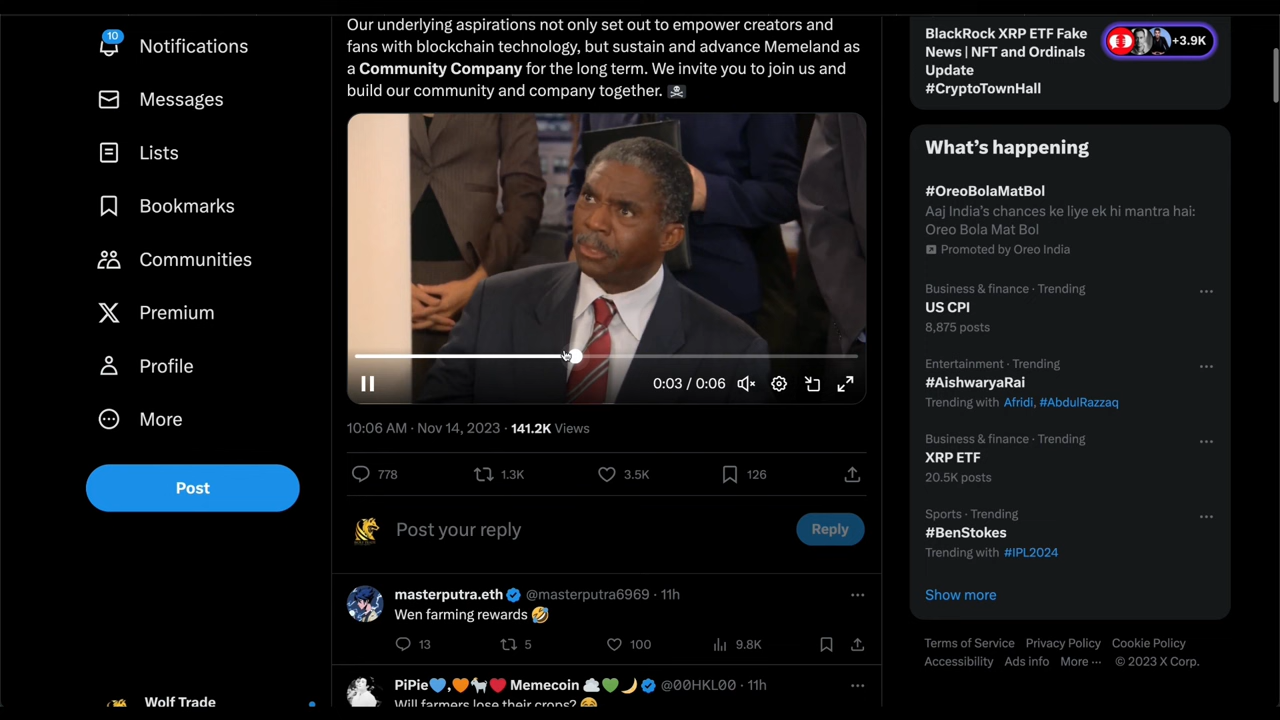 10
Notifications
Messages
Lists
Bookmarks
Communities
Premium
Profile
More
Post
Wolf Trade
Our underlying aspirations not only set out to empower creators and
fans with blockchain technology, but sustain and advance Memeland as
a Community Company for the long term. We invite you to join us and
build our community and company together. ☠️
0:03 / 0:06
10:06 AM · Nov 14, 2023 · 141.2K Views
778 1.3K 3.5K 126
Post your reply
Reply
masterputra.eth @masterputra6969 · 11h
Wen farming rewards 🤣
13 5 100 9.8K
PiPie💙,🧡🐐❤️ Memecoin ☁️💚🌙 @00HKL00 · 11h
Will farmers lose their crops?
BlackRock XRP ETF Fake
News | NFT and Ordinals
Update
#CryptoTownHall
+3.9K
What's happening
#OreoBolaMatBol
Aaj India's chances ke liye ek hi mantra hai:
Oreo Bola Mat Bol
Promoted by Oreo India
Business & finance · Trending
US CPI
8,875 posts
Entertainment · Trending
#AishwaryaRai
Trending with Afridi, #AbdulRazzaq
Business & finance · Trending
XRP ETF
20.5K posts
Sports · Trending
#BenStokes
Trending with #IPL2024
Show more
Terms of Service Privacy Policy Cookie Policy
Accessibility Ads info More ··· © 2023 X Corp.